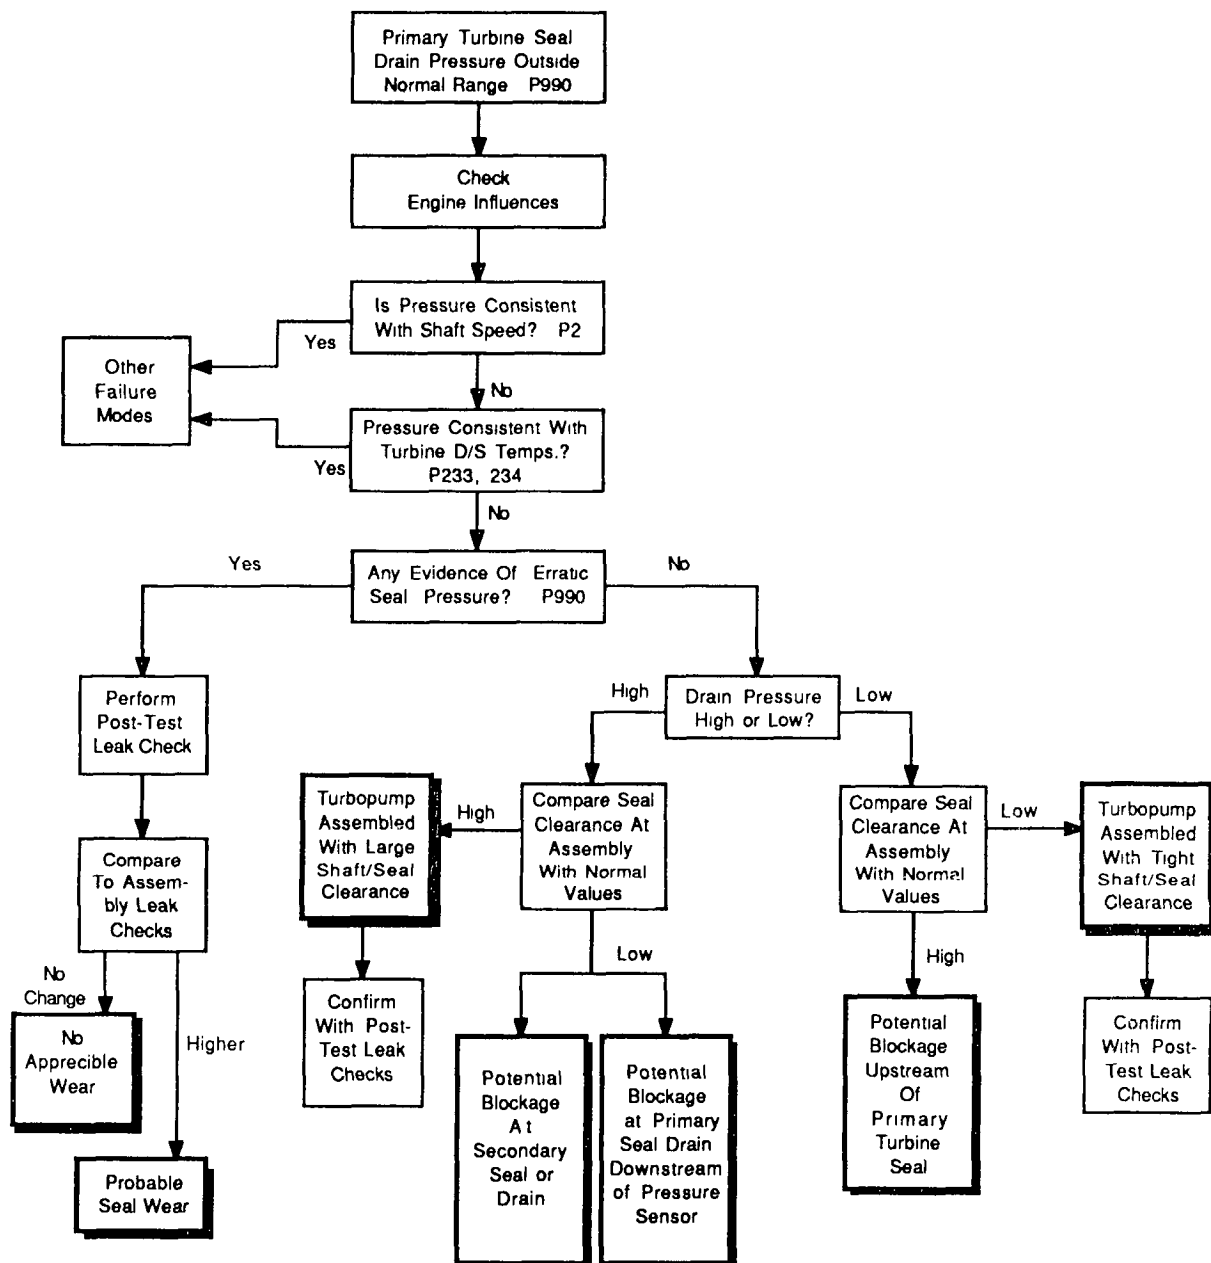 Primary Turbine Seal
Drain Pressure Outside
Normal Range P990
Check
Engine Influences
Is Pressure Consistent
With Shaft Speed? P2
Yes
Other
Failure
Modes
No
Pressure Consistent With
Turbine D/S Temps.?
P233, 234
Yes
No
Yes
Any Evidence Of Erratic
Seal Pressure? P990
No
Perform
Post-Test
Leak Check
High
Drain Pressure
High or Low?
Low
Turbopump
Assembled
With Large
Shaft/Seal
Clearance
High
Compare Seal
Clearance At
Assembly
With Normal
Values
Compare Seal
Clearance At
Assembly
With Normal
Values
Low
Turbopump
Assembled
With Tight
Shaft/Seal
Clearance
Compare
To Assem-
bly Leak
Checks
No
Change
Higher
Low
High
No
Apprecible
Wear
Confirm
With Post-
Test Leak
Checks
Potential
Blockage
At
Secondary
Seal or
Drain
Potential
Blockage
at Primary
Seal Drain
Downstream
of Pressure
Sensor
Potential
Blockage
Upstream
Of
Primary
Turbine
Seal
Confirm
With Post-
Test Leak
Checks
Probable
Seal Wear